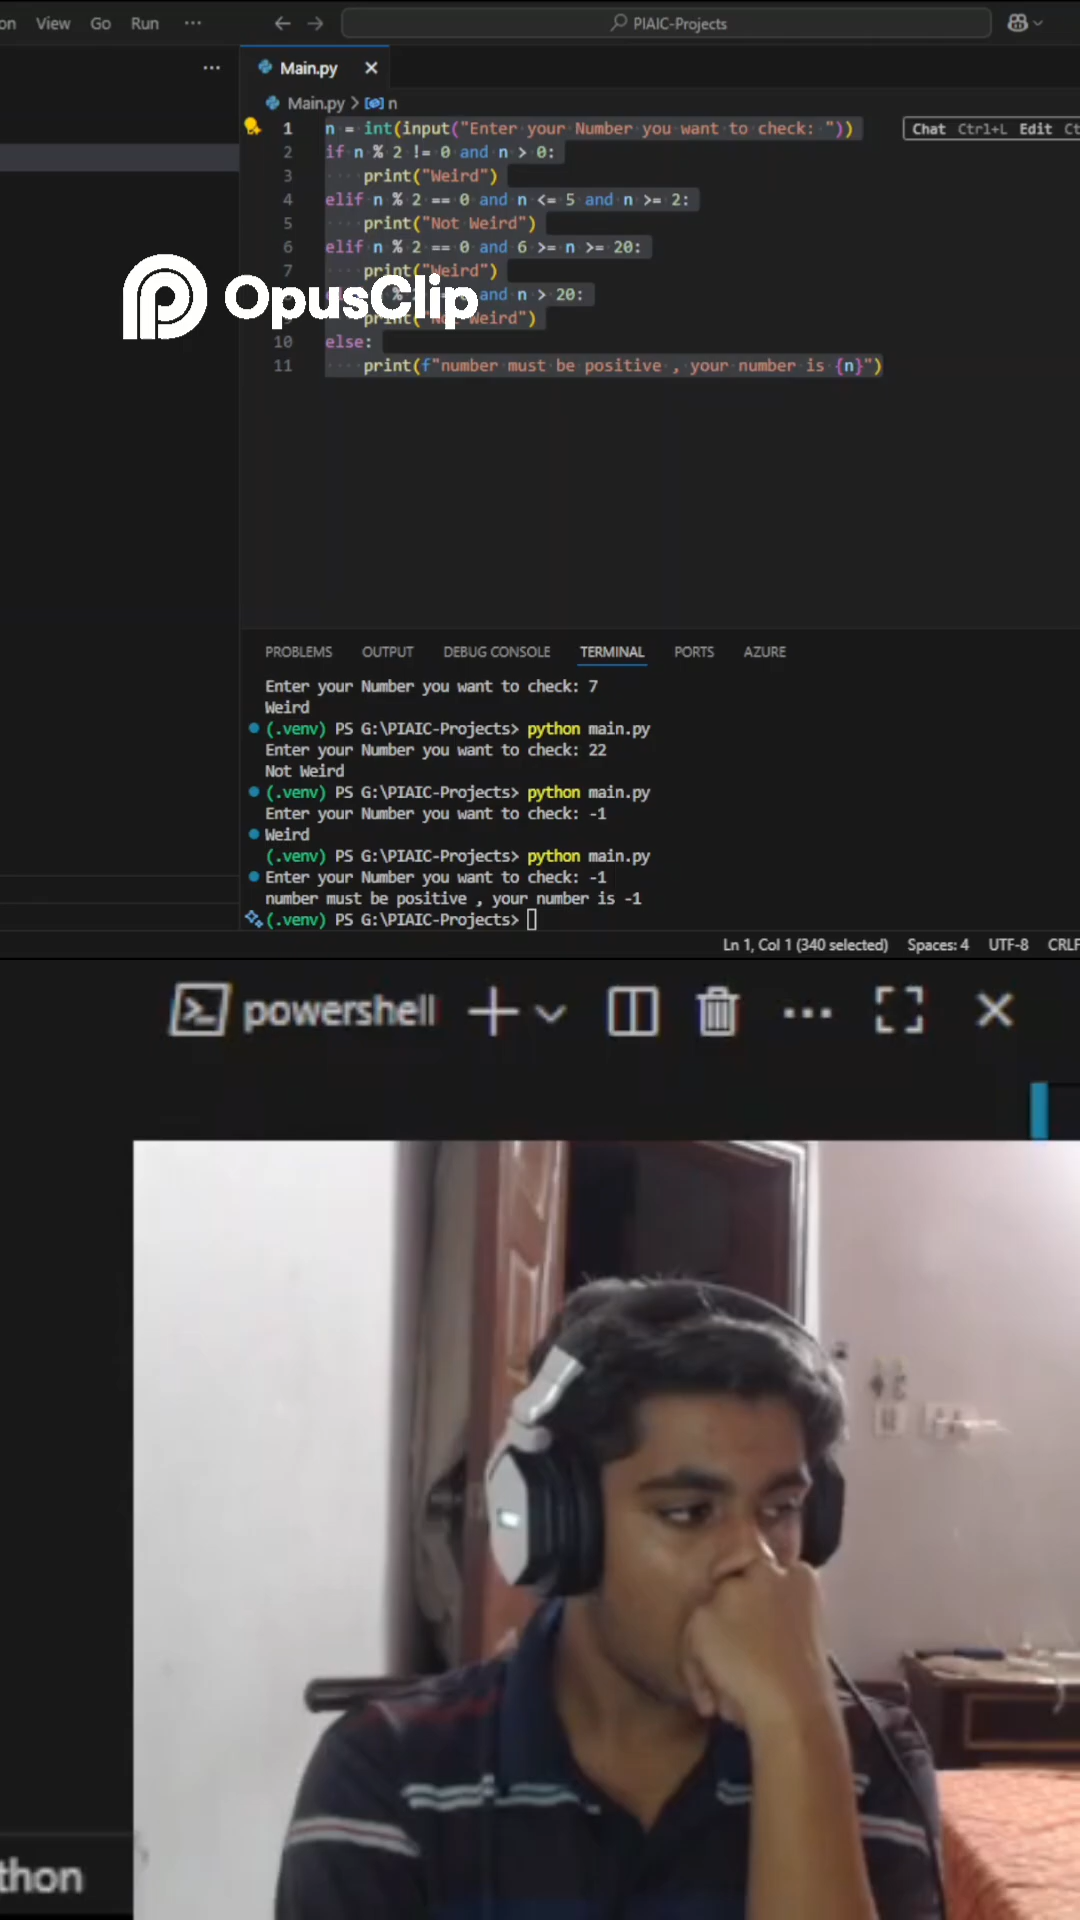 on View Go Run ... PIAIC-Projects
...
Main.py
Main.py > n
1 n = int(input("Enter your Number you want to check: "))
Chat Ctrl+L Edit Ct
2 if n % 2 != 0 and n > 0:
3 print("Weird")
4 elif n % 2 == 0 and n <= 5 and n >= 2:
5 print("Not Weird")
6 elif n % 2 == 0 and 6 >= n >= 20:
7 print("Weird")
OpusClip
% and n > 20:
print(" Weird")
10 else:
11 print(f"number must be positive , your number is {n}")
PROBLEMS OUTPUT DEBUG CONSOLE TERMINAL PORTS AZURE
Enter your Number you want to check: 7
Weird
(.venv) PS G:\PIAIC-Projects> python main.py
Enter your Number you want to check: 22
Not Weird
(.venv) PS G:\PIAIC-Projects> python main.py
Enter your Number you want to check: -1
Weird
(.venv) PS G:\PIAIC-Projects> python main.py
Enter your Number you want to check: -1
number must be positive , your number is -1
(.venv) PS G:\PIAIC-Projects>
Ln 1, Col 1 (340 selected) Spaces: 4 UTF-8 CRLF
powershell
thon